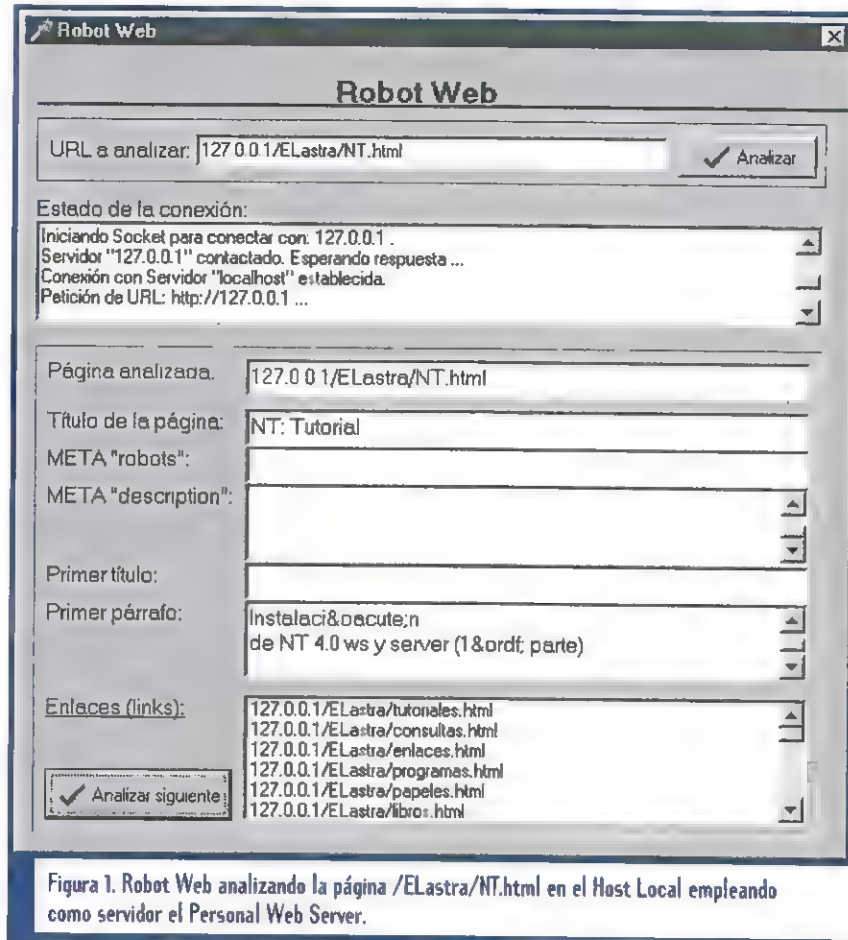 Robot Web
Robot Web
URL a analizar: 127.0.0.1/ELastra/NT.html
Analizar
Estado de la conexión:
Iniciando Socket para conectar con: 127.0.0.1 .
Servidor "127.0.0.1" contactado. Esperando respuesta ...
Conexión con Servidor "localhost" establecida.
Petición de URL: http://127.0.0.1 ...
Página analizada. 127.0 0 1/ELastra/NT.html
Título de la página: NT: Tutorial
META "robots":
META "description":
Primer título:
Primer párrafo: Instalaci&oacute;n
de NT 4.0 ws y server (1&ordf; parte)
Enlaces (links): 127.0.0.1/ELastra/tutoriales.html
127.0.0.1/ELastra/consultas.html
127.0.0.1/ELastra/enlaces.html
127.0.0.1/ELastra/programas.html
127.0.0.1/ELastra/papeles.html
127.0.0.1/ELastra/libros.html
Analizar siguiente
Figura 1. Robot Web analizando la página /ELastra/NT.html en el Host Local empleando
como servidor el Personal Web Server.